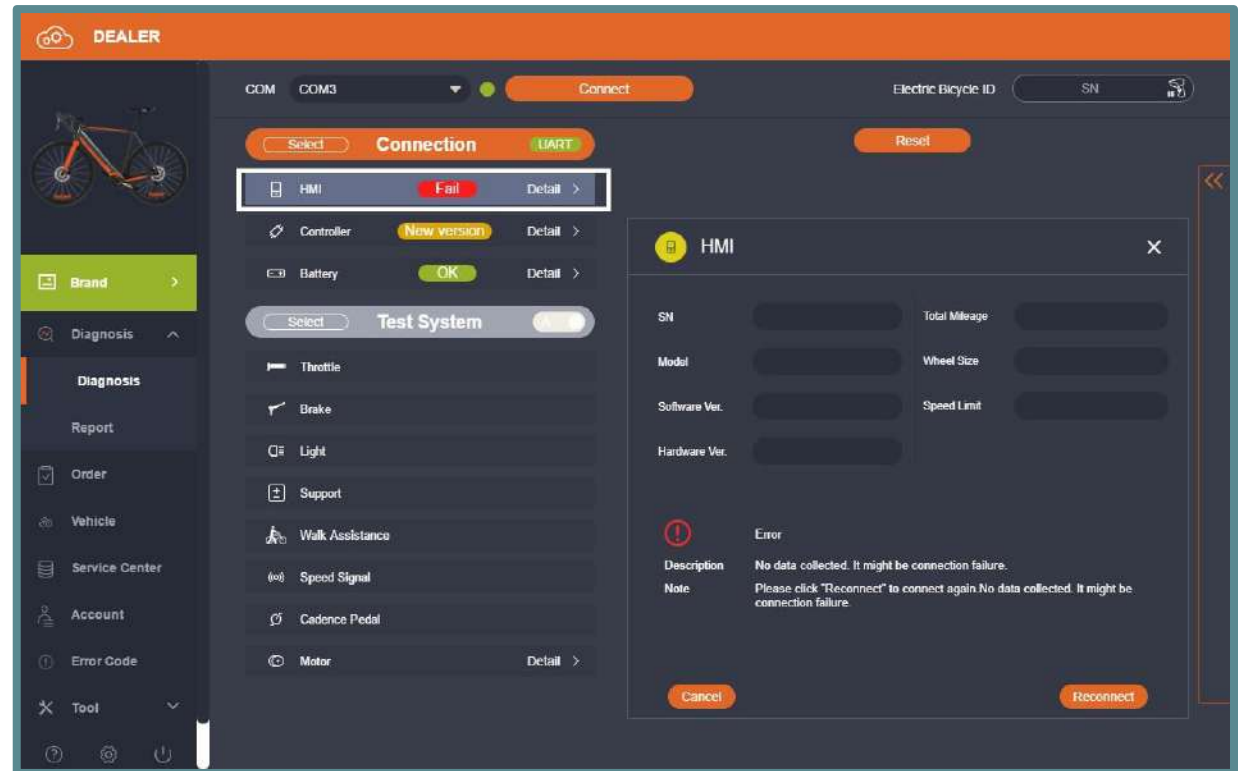 DEALER
COM COM3 Connect Electric Bicycle ID SN
Select Connection UART
Reset
HMI Fail Detail >
Controller New version Detail >
Battery OK Detail >
Select Test System
Throttle
Brake
Light
Support
Walk Assistance
Speed Signal
Cadence Pedal
Motor Detail >
Brand >
Diagnosis
Diagnosis
Report
Order
Vehicle
Service Center
Account
Error Code
Tool
HMI
SN Total Mileage
Model Wheel Size
Software Ver. Speed Limit
Hardware Ver.
Error
Description No data collected. It might be connection failure.
Note Please click "Reconnect" to connect again.No data collected. It might be
connection failure.
Cancel Reconnect